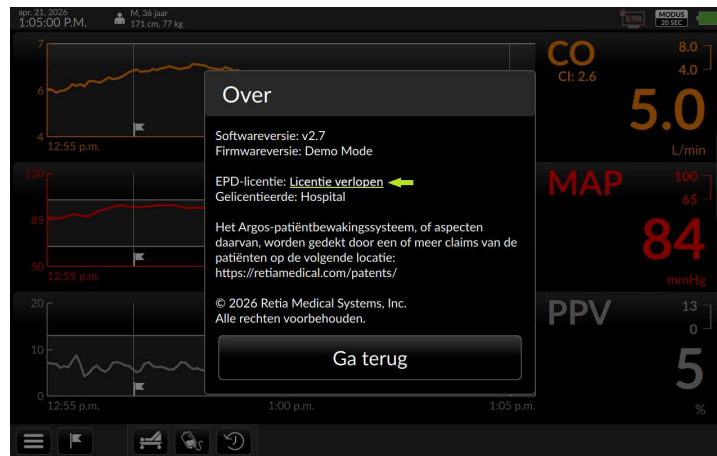 apr. 21, 2026
1:05:00 P.M.
M, 36 jaar
171 cm, 77 kg
EPR
MODUS
20 SEC
7
6
4
12:55 p.m.
CO
CI: 2.6
8.0
4.0
5.0
L/min
120
85
50
12:55 p.m.
MAP
100
65
84
mmHg
20
10
0
12:55 p.m.
1:00 p.m.
1:05 p.m.
PPV
13
0
5
%
Over
Softwareversie: v2.7
Firmwareversie: Demo Mode
EPD-licentie: Licentie verlopen
Gelicentieerde: Hospital
Het Argos-patiëntbewakingssysteem, of aspecten
daarvan, worden gedekt door een of meer claims van de
patiënten op de volgende locatie:
https://retiamedical.com/patents/
© 2026 Retia Medical Systems, Inc.
Alle rechten voorbehouden.
Ga terug